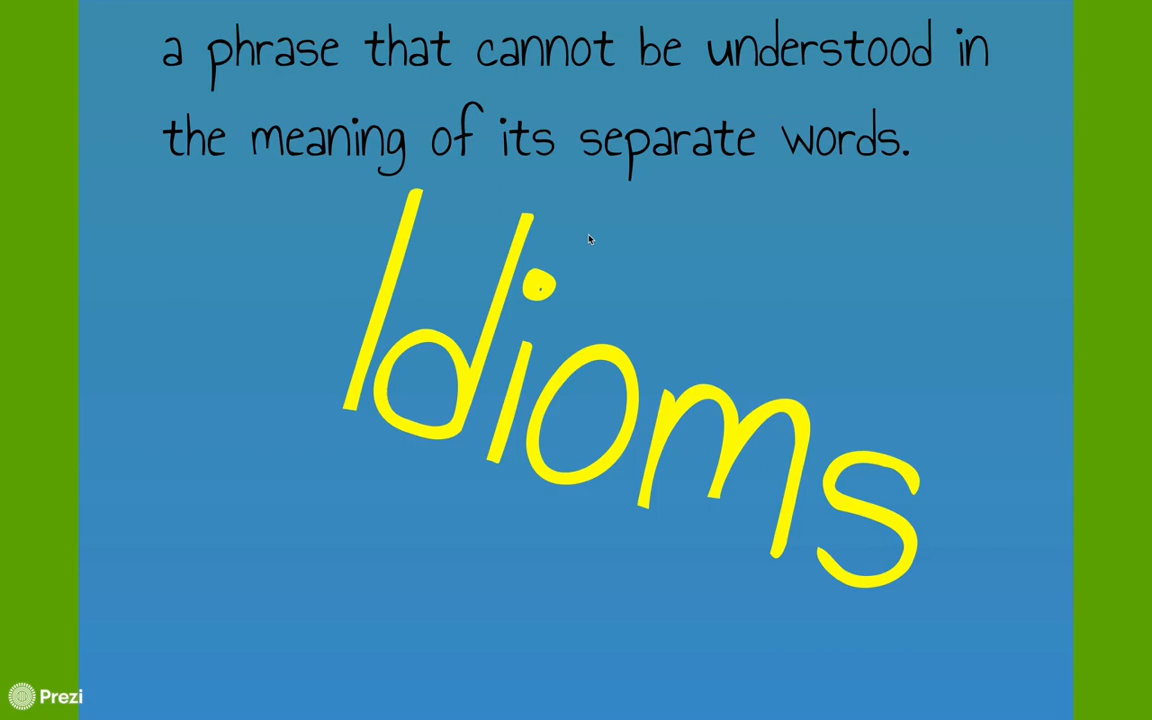 a phrase that cannot be understood in
the meaning of its separate words.
Idioms
Prezi